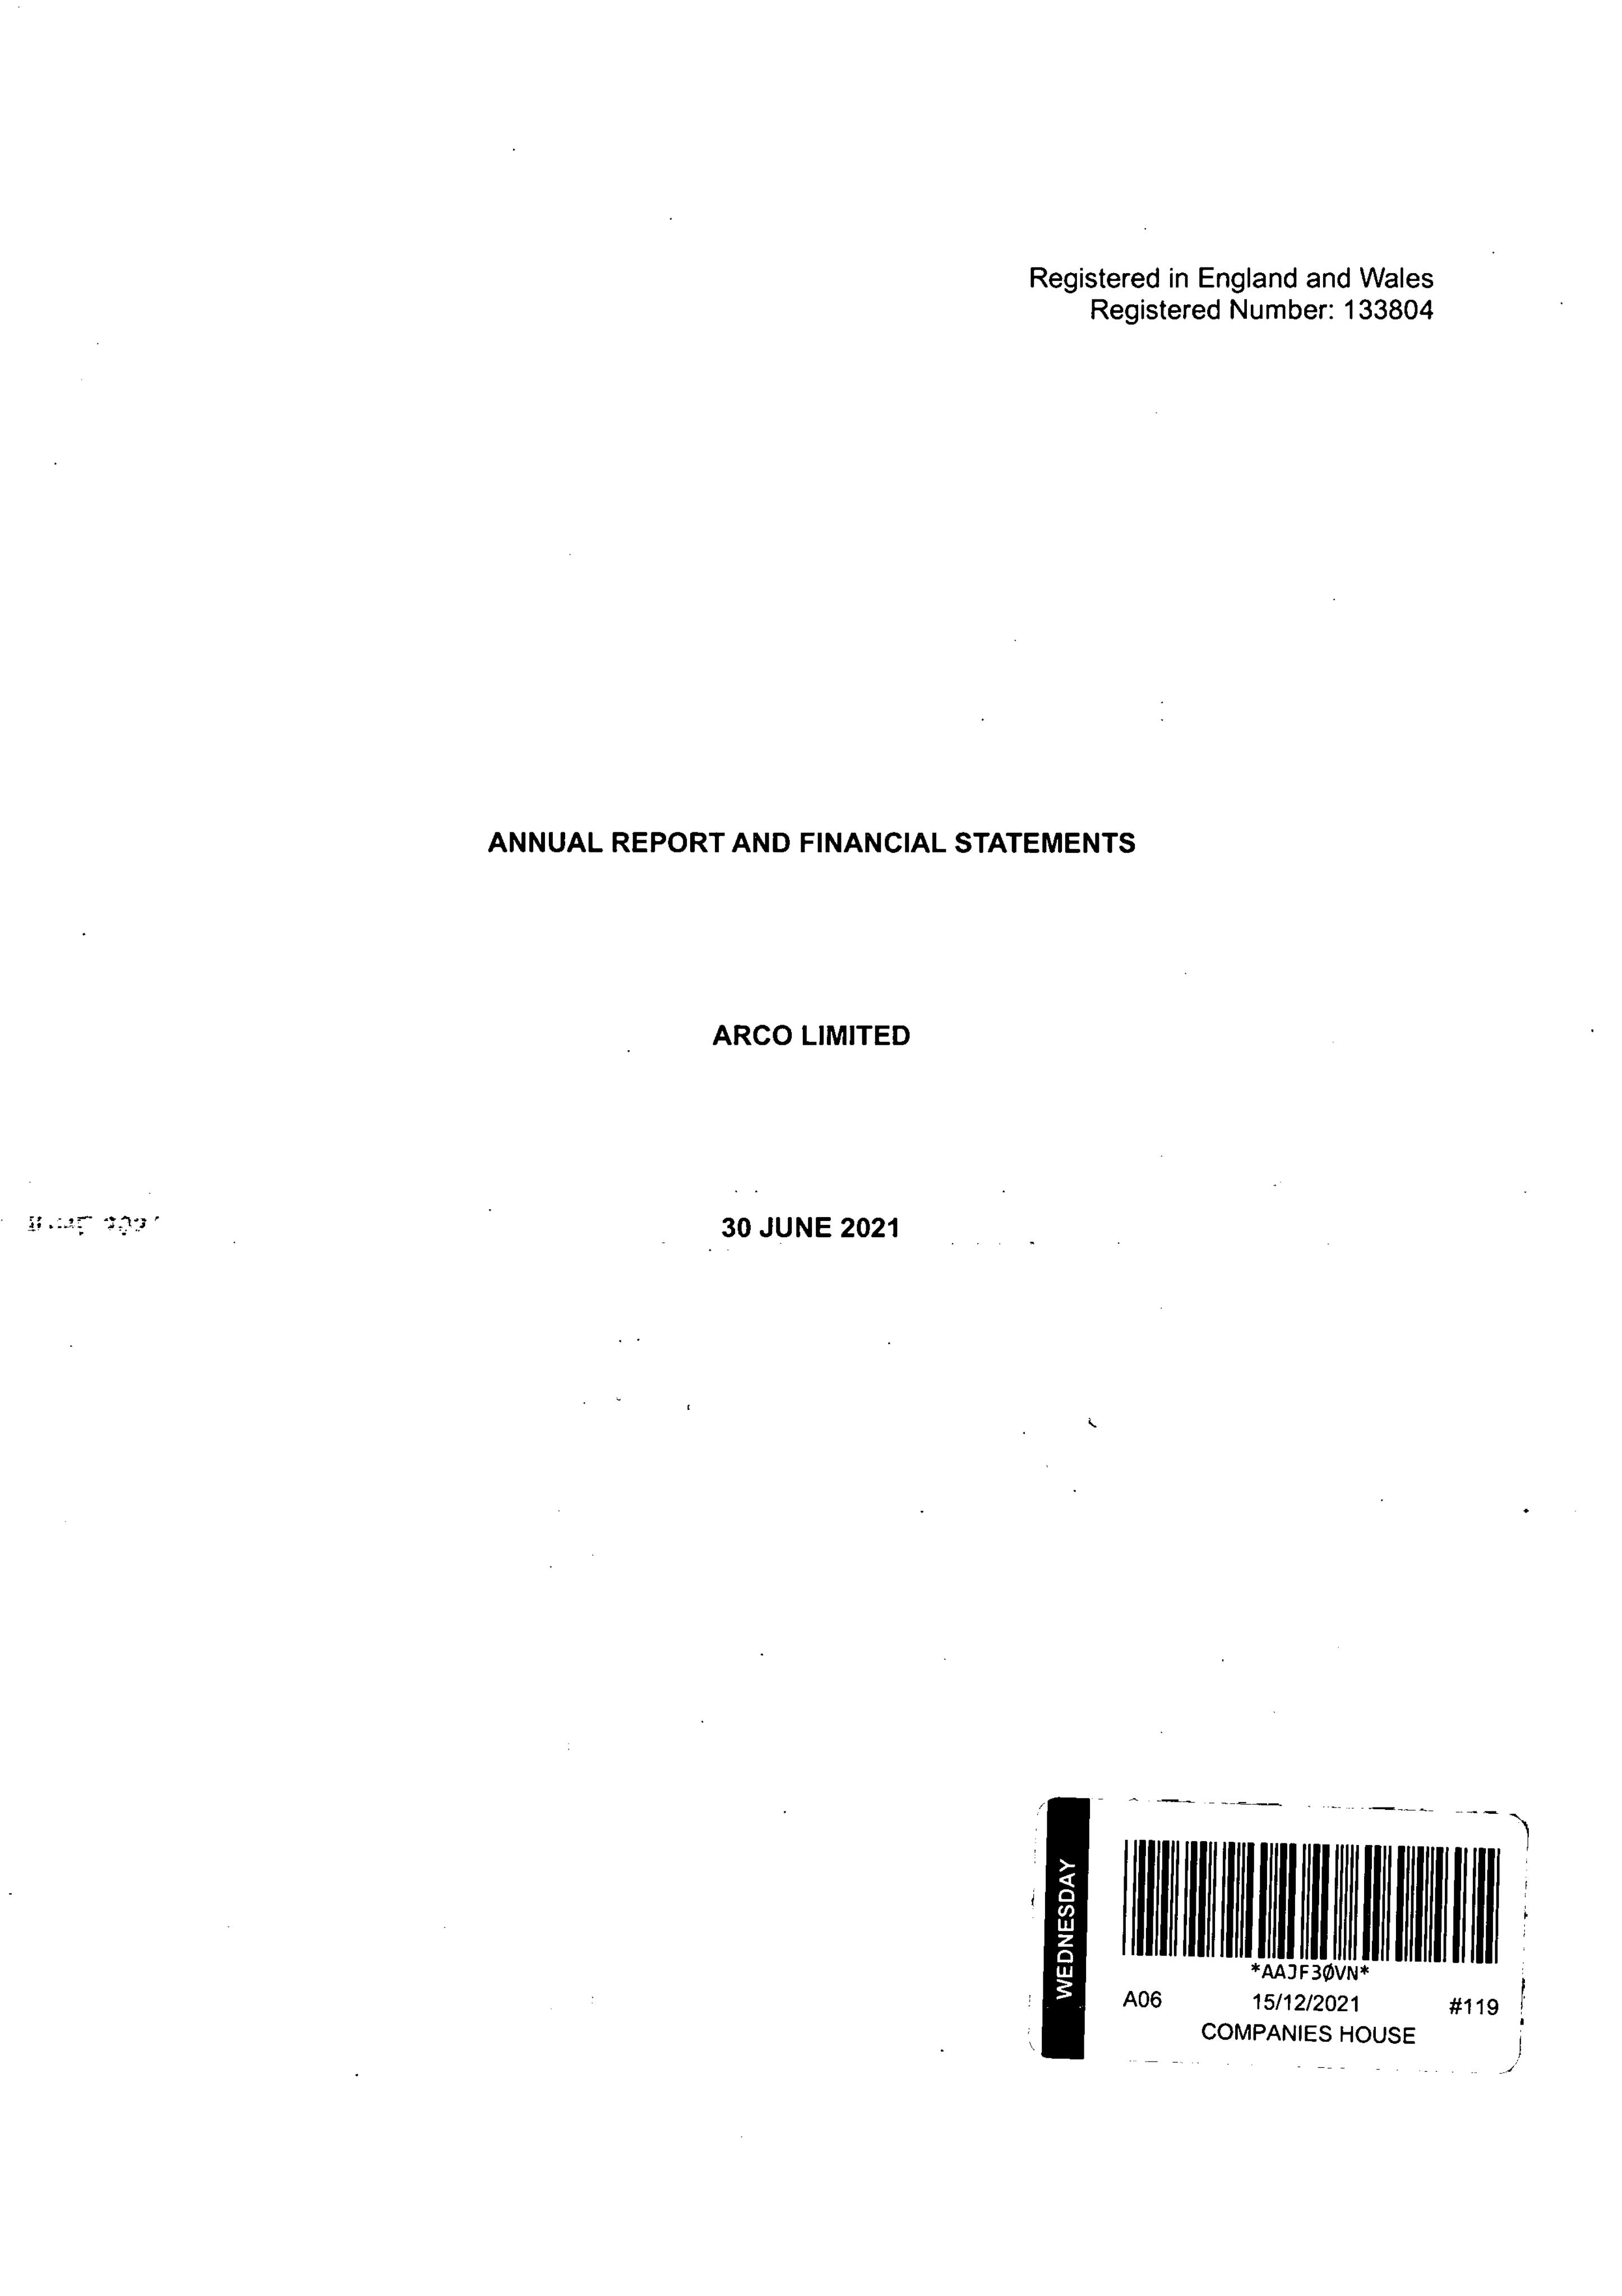 Registered in England and Wales
Registered Number: 133804
ANNUAL REPORT AND FINANCIAL STATEMENTS
ARCO LIMITED
30 JUNE 2021
WEDNESDAY
*AAJF3ØVN*
A06 15/12/2021 #119
COMPANIES HOUSE